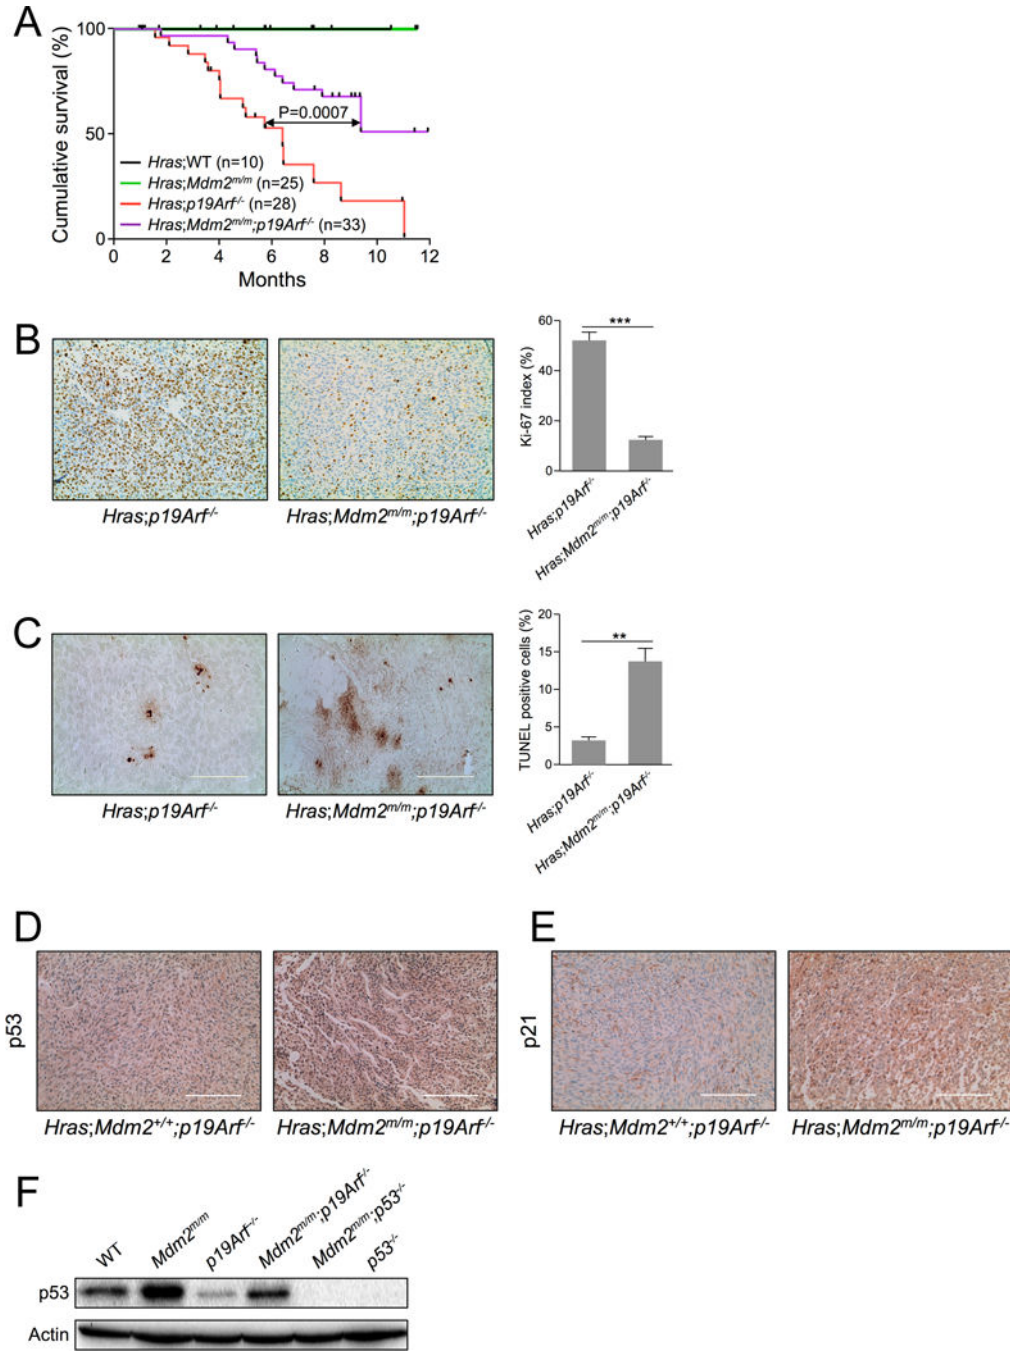 A
Cumulative survival (%)
100
50
0
P=0.0007
Hras;WT (n=10)
Hras;Mdm2m/m (n=25)
Hras;p19Arf-/- (n=28)
Hras;Mdm2m/m;p19Arf-/- (n=33)
0 2 4 6 8 10 12
Months
B
Hras;p19Arf-/-
Hras;Mdm2m/m;p19Arf-/-
Ki-67 index (%)
60
40
20
0
***
Hras;p19Arf-/-
Hras;Mdm2m/m;p19Arf-/-
C
Hras;p19Arf-/-
Hras;Mdm2m/m;p19Arf-/-
TUNEL positive cells (%)
20
15
10
5
0
**
Hras;p19Arf-/-
Hras;Mdm2m/m;p19Arf-/-
D
p53
Hras;Mdm2+/+;p19Arf-/-
Hras;Mdm2m/m;p19Arf-/-
E
p21
Hras;Mdm2+/+;p19Arf-/-
Hras;Mdm2m/m;p19Arf-/-
F
WT
Mdm2m/m
p19Arf-/-
Mdm2m/m;p19Arf-/-
Mdm2m/m;p53-/-
p53-/-
p53
Actin